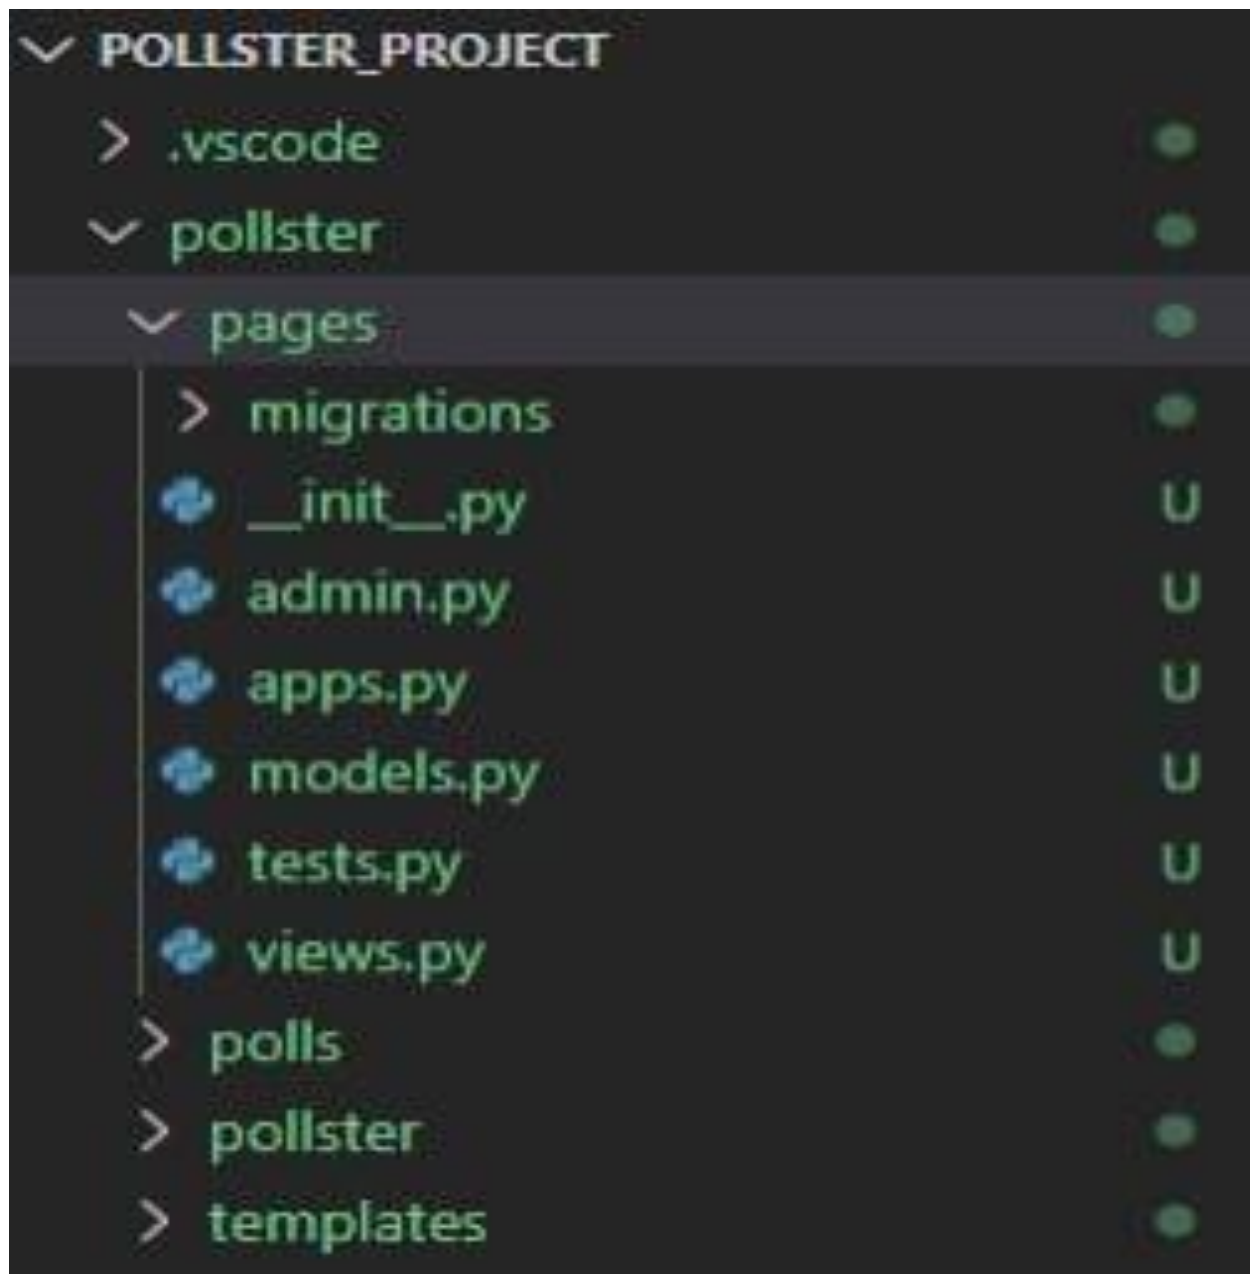 POLLSTER_PROJECT
.vscode
pollster
pages
migrations
__init__.py U
admin.py U
apps.py U
models.py U
tests.py U
views.py U
polls
pollster
templates